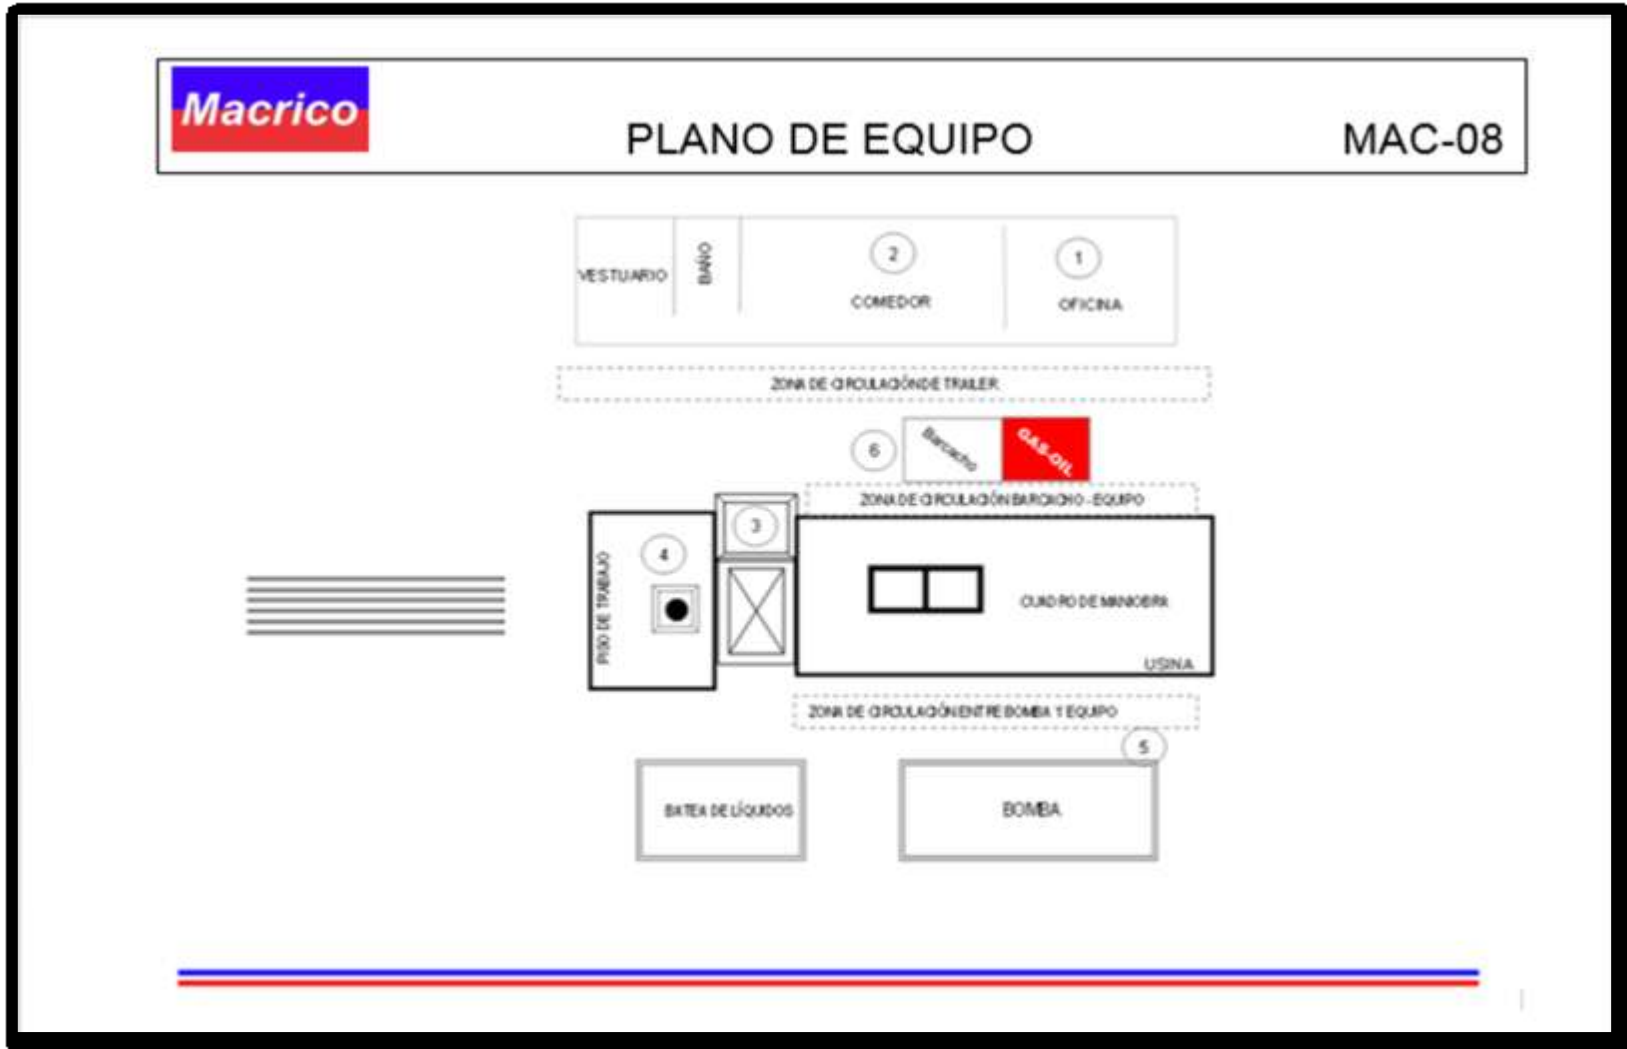 Macrico
PLANO DE EQUIPO
MAC-08
VESTUARIO
BAÑO
2
COMEDOR
1
OFICINA
ZONA DE CIRCULACIÓN DE TRAILER
6
Barcacho
GAS-OIL
ZONA DE CIRCULACIÓN BARCACHO - EQUIPO
3
4
PISO DE TRABAJO
CUADRO DE MANIOBRA
USINA
ZONA DE CIRCULACIÓN ENTRE BOMBA Y EQUIPO
5
BATEA DE LÍQUIDOS
BOMBA